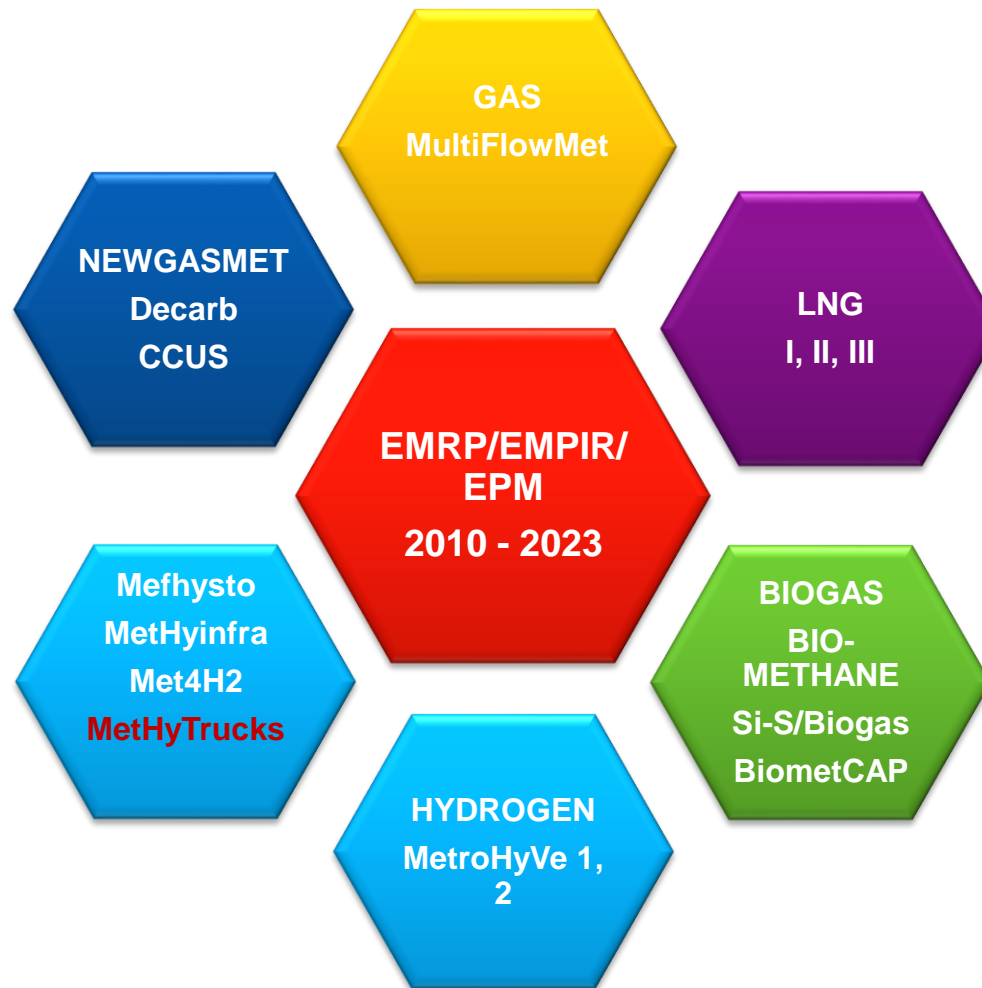 GAS
MultiFlowMet
NEWGASMET
Decarb
CCUS
LNG
I, II, III
EMRP/EMPIR/
EPM
2010 - 2023
Mefhysto
MetHyinfra
Met4H2
MetHyTrucks
BIOGAS
BIO-
METHANE
Si-S/Biogas
BiometCAP
HYDROGEN
MetroHyVe 1,
2